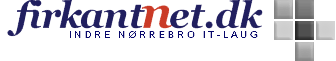 firkantnet.dk
INDRE NØRREBRO IT-LAUG